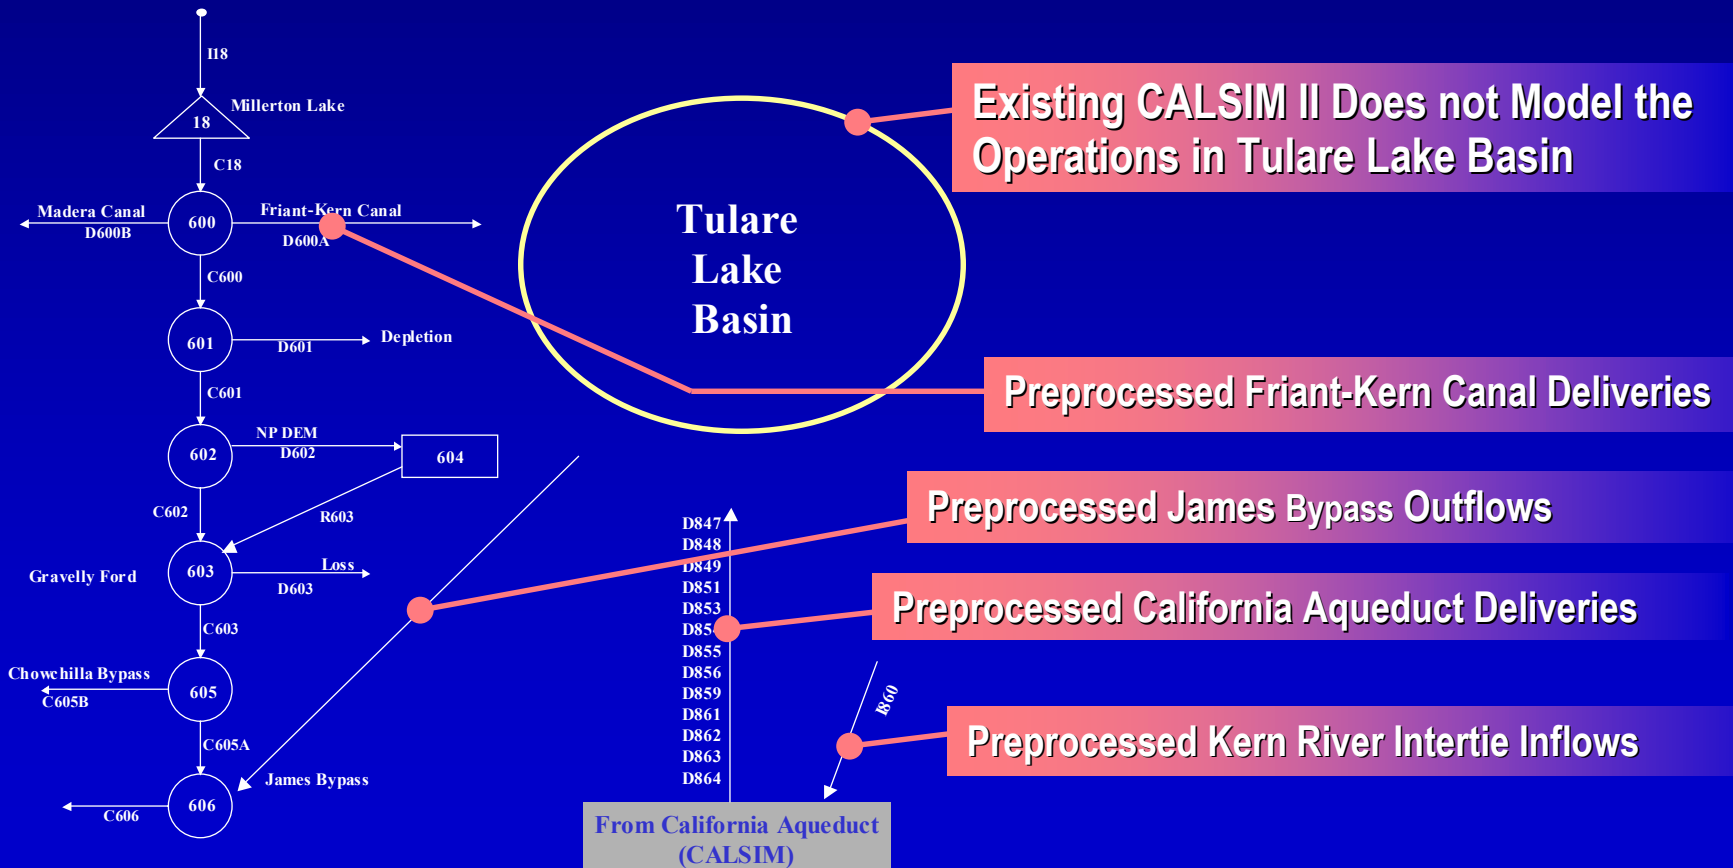 I18
Millerton Lake
18
C18
Madera Canal
D600B
600
Friant-Kern Canal
D600A
C600
601
D601
Depletion
C601
602
NP DEM
D602
604
C602
R603
Gravelly Ford
603
Loss
D603
C603
Chowchilla Bypass
C605B
605
C605A
James Bypass
606
C606
Tulare
Lake
Basin
Existing CALSIM II Does not Model the
Operations in Tulare Lake Basin
Preprocessed Friant-Kern Canal Deliveries
Preprocessed James Bypass Outflows
Preprocessed California Aqueduct Deliveries
Preprocessed Kern River Intertie Inflows
D847
D848
D849
D851
D853
D854
D855
D856
D859
D861
D862
D863
D864
I860
From California Aqueduct
(CALSIM)